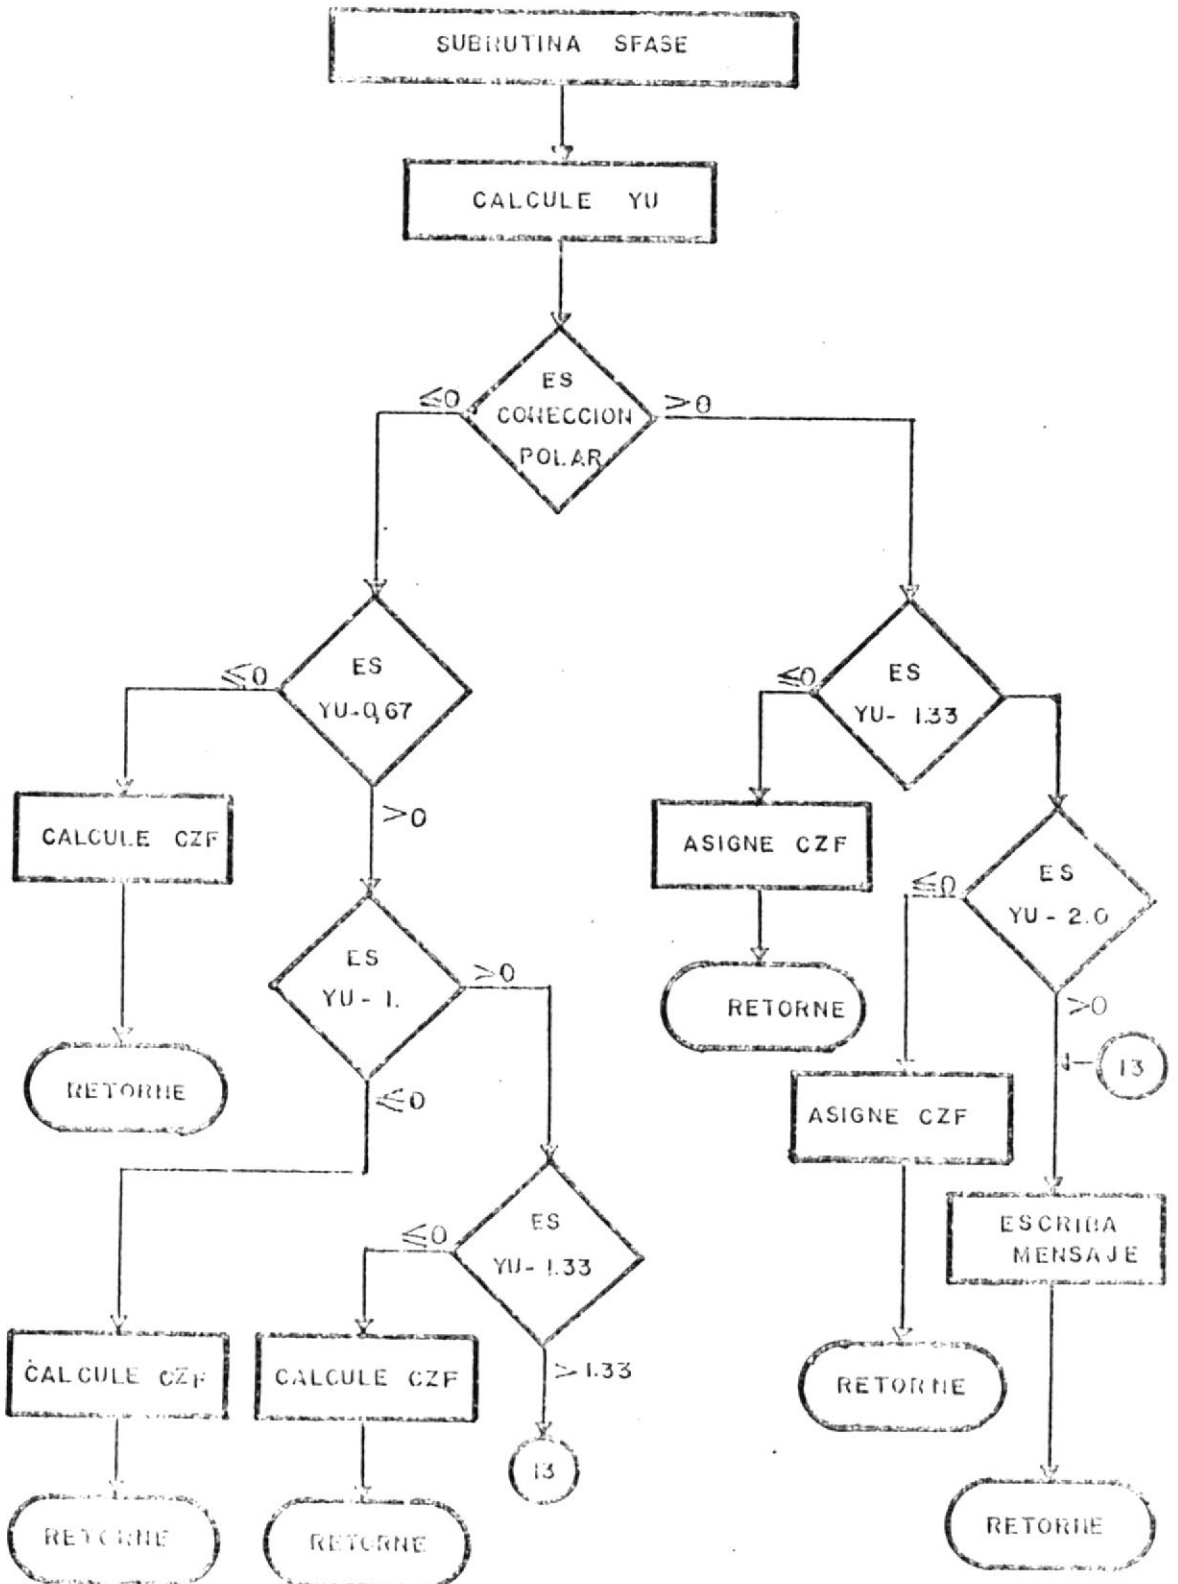 SUBRUTINA SFASE
CALCULE YU
ES
CORECCION
POLAR
≤0
>0
ES
YU-0,67
≤0
>0
ES
YU- 1.33
≤0
CALCULE CZF
ASIGNE CZF
ES
YU - 2.0
≤0
>0
ES
YU - 1.
>0
≤0
RETORNE
RETORNE
13
ASIGNE CZF
ES
YU- 1.33
≤0
>1.33
ESCRIBA
MENSAJE
CALCULE CZF
CALCULE CZF
RETORNE
13
RETORNE
RETORNE
RETORNE